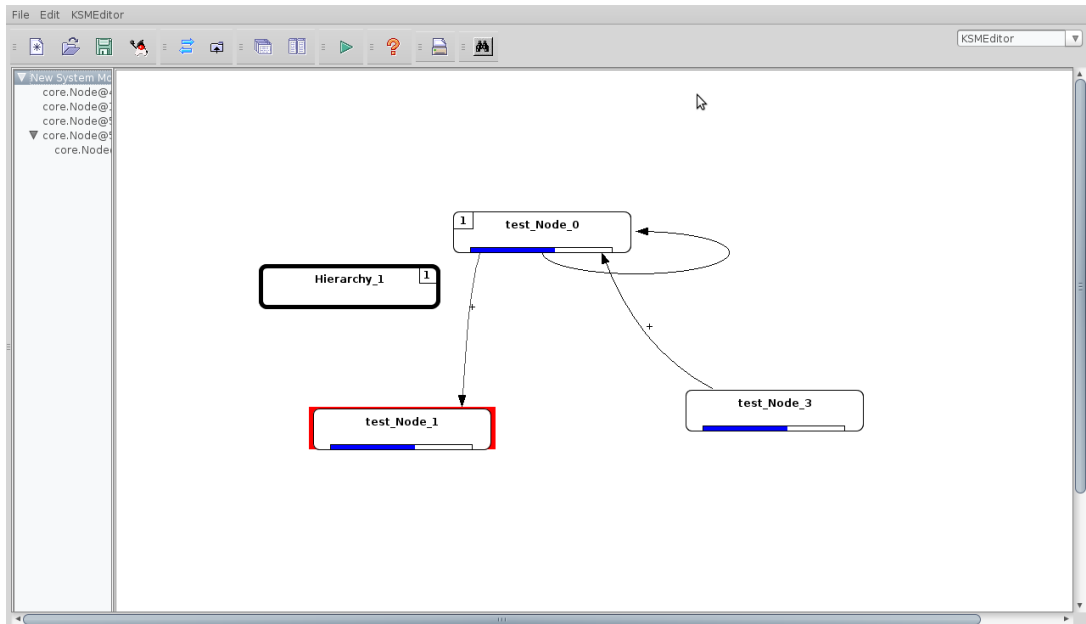 File Edit KSMEditor
KSMEditor
New System Mo
core.Node@
core.Node@
core.Node@
core.Node@
core.Node
1
test_Node_0
Hierarchy_1 1
+
+
test_Node_3
test_Node_1